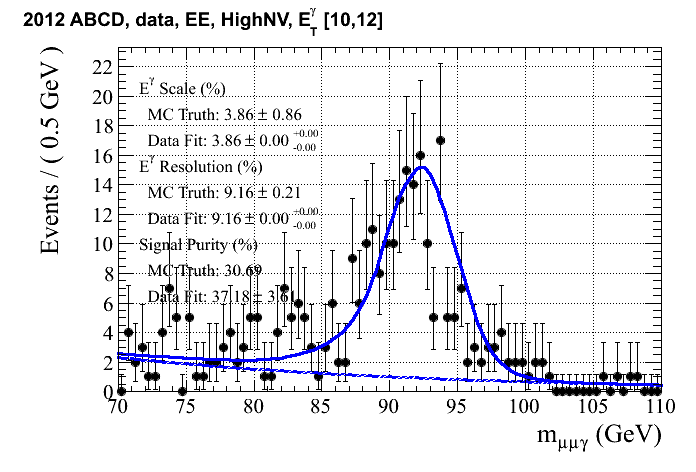 2012 ABCD, data, EE, HighNV, E_T^γ [10,12]
Events / ( 0.5 GeV )
22
20
18
16
14
12
10
8
6
4
2
0
E^γ Scale (%)
MC Truth: 3.86 ± 0.86
Data Fit: 3.86 ± 0.00 +0.00 -0.00
E^γ Resolution (%)
MC Truth: 9.16 ± 0.21
Data Fit: 9.16 ± 0.00 +0.00 -0.00
Signal Purity (%)
MC Truth: 30.69
Data Fit: 37.18 ± 3.61
70 75 80 85 90 95 100 105 110
m_μμγ (GeV)